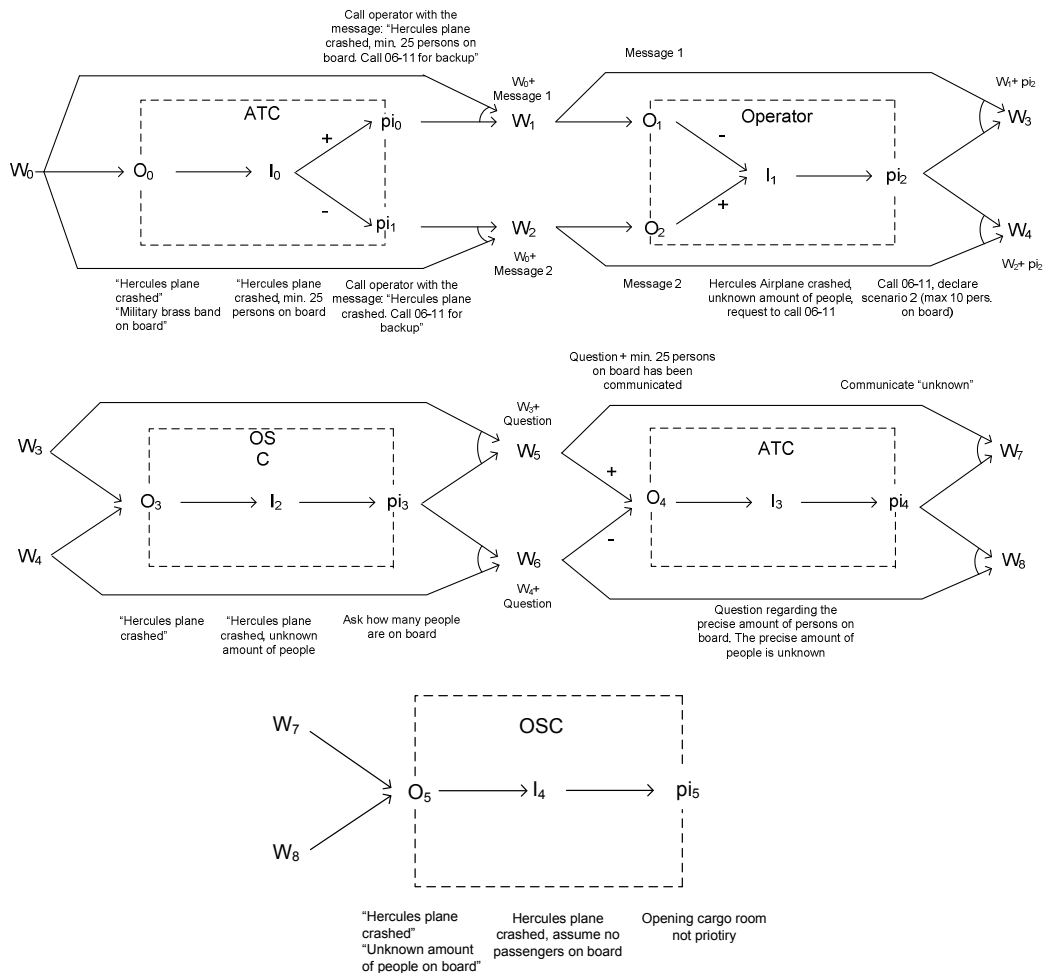 Call operator with the
message: “Hercules plane
crashed, min. 25 persons on
board. Call 06-11 for backup”
Message 1
W0+
Message 1
W1+ pi2
ATC
Operator
pi0
W1
O1
W3
+
-
W0
O0
I0
I1
pi2
-
+
pi1
W2
O2
W4
W0+
Message 2
W2+ pi2
“Hercules plane
crashed”
“Military brass band
on board”
“Hercules plane
crashed, min. 25
persons on board
Call operator with the
message: “Hercules plane
crashed. Call 06-11 for
backup”
Message 2
Hercules Airplane crashed,
unknown amount of people,
request to call 06-11
Call 06-11, declare
scenario 2 (max 10 pers.
on board)
Question + min. 25 persons
on board has been
communicated
Communicate “unknown”
W3+
Question
W3
OS
C
W5
ATC
W7
+
O3
I2
pi3
O4
I3
pi4
-
W4
W6
W8
W4+
Question
“Hercules plane
crashed”
“Hercules plane
crashed, unknown
amount of people
Ask how many people
are on board
Question regarding the
precise amount of persons on
board. The precise amount of
people is unknown
W7
OSC
O5
I4
pi5
W8
“Hercules plane
crashed”
“Unknown amount
of people on board”
Hercules plane
crashed, assume no
passengers on board
Opening cargo room
not priotiry